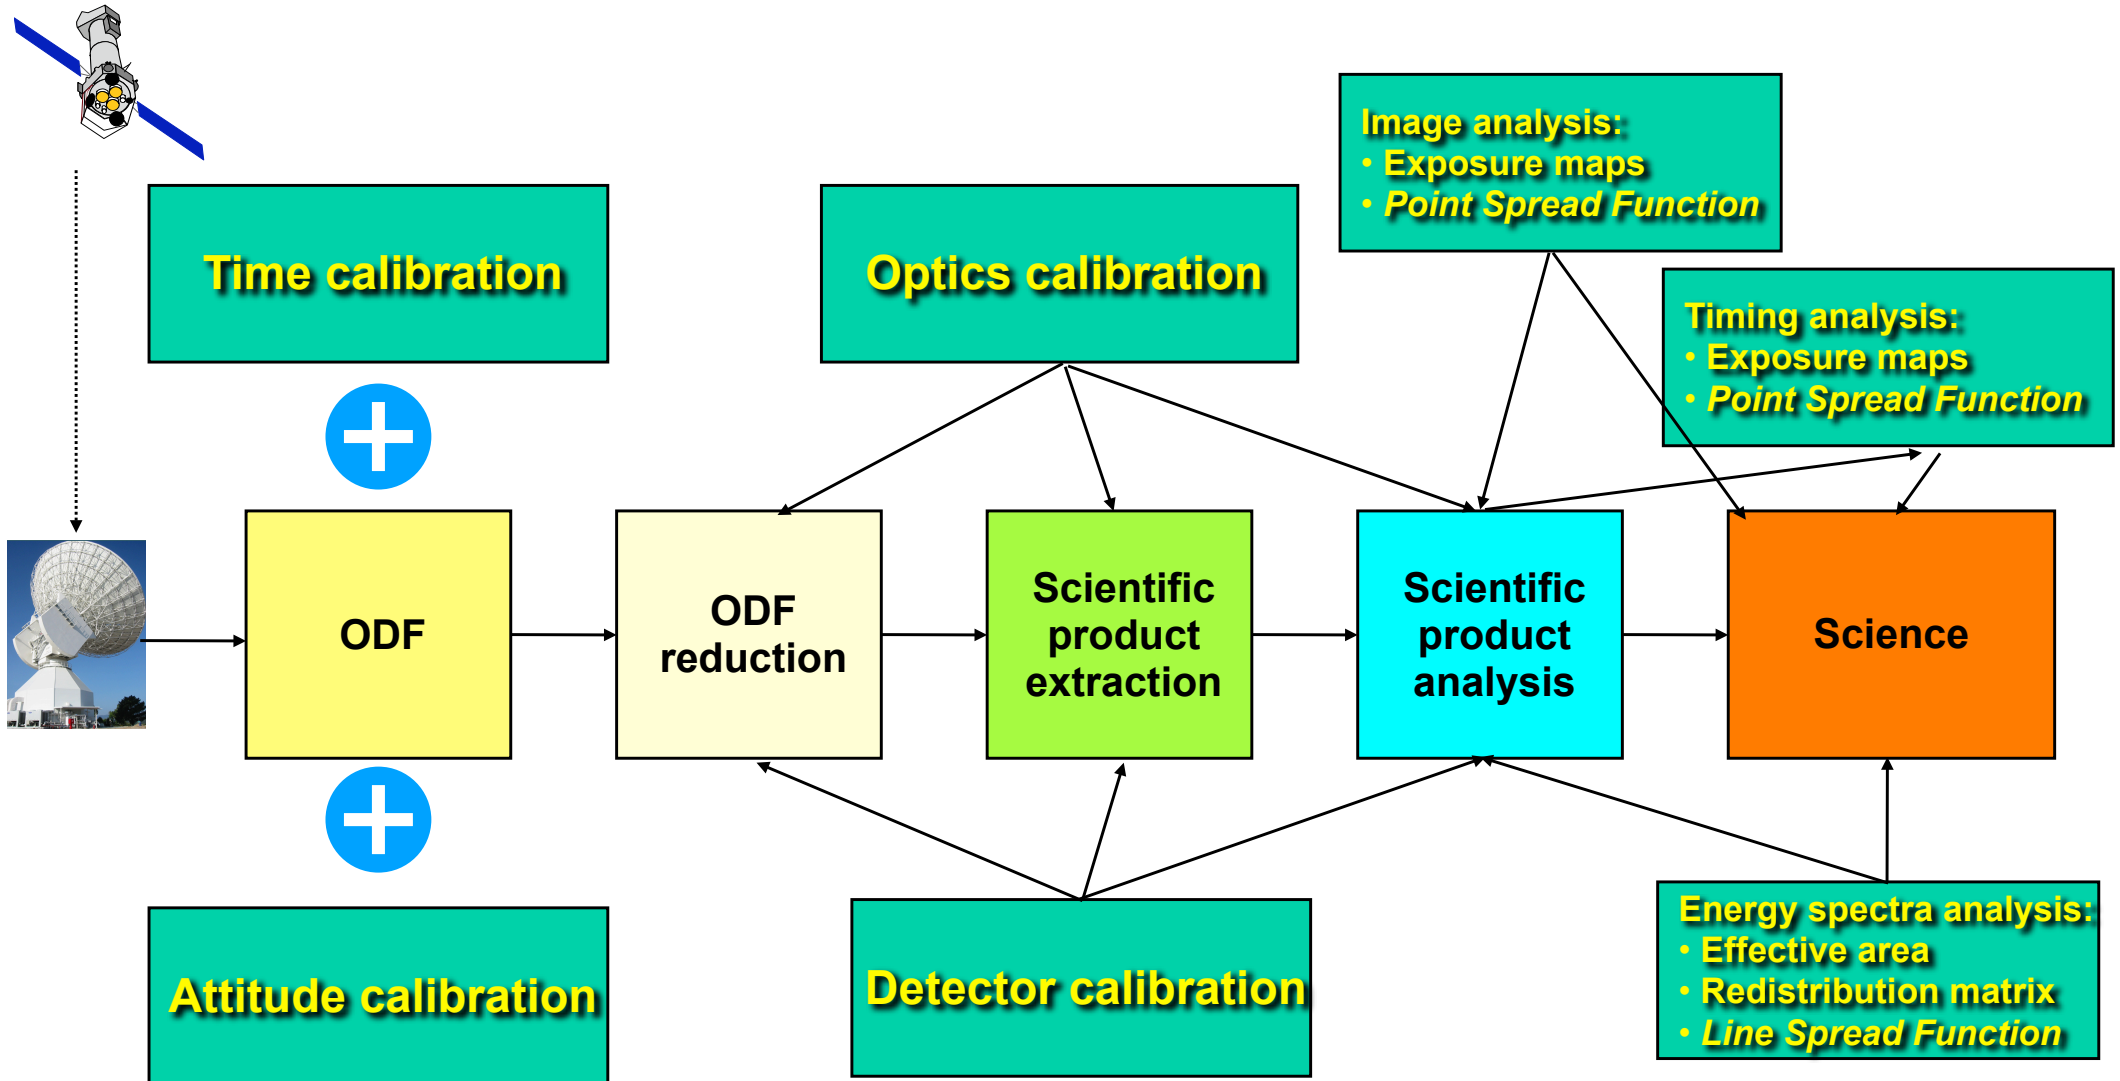 Image analysis:
• Exposure maps
• Point Spread Function
Time calibration
Optics calibration
Timing analysis:
• Exposure maps
• Point Spread Function
ODF
ODF
reduction
Scientific
product
extraction
Scientific
product
analysis
Science
Attitude calibration
Detector calibration
Energy spectra analysis:
• Effective area
• Redistribution matrix
• Line Spread Function